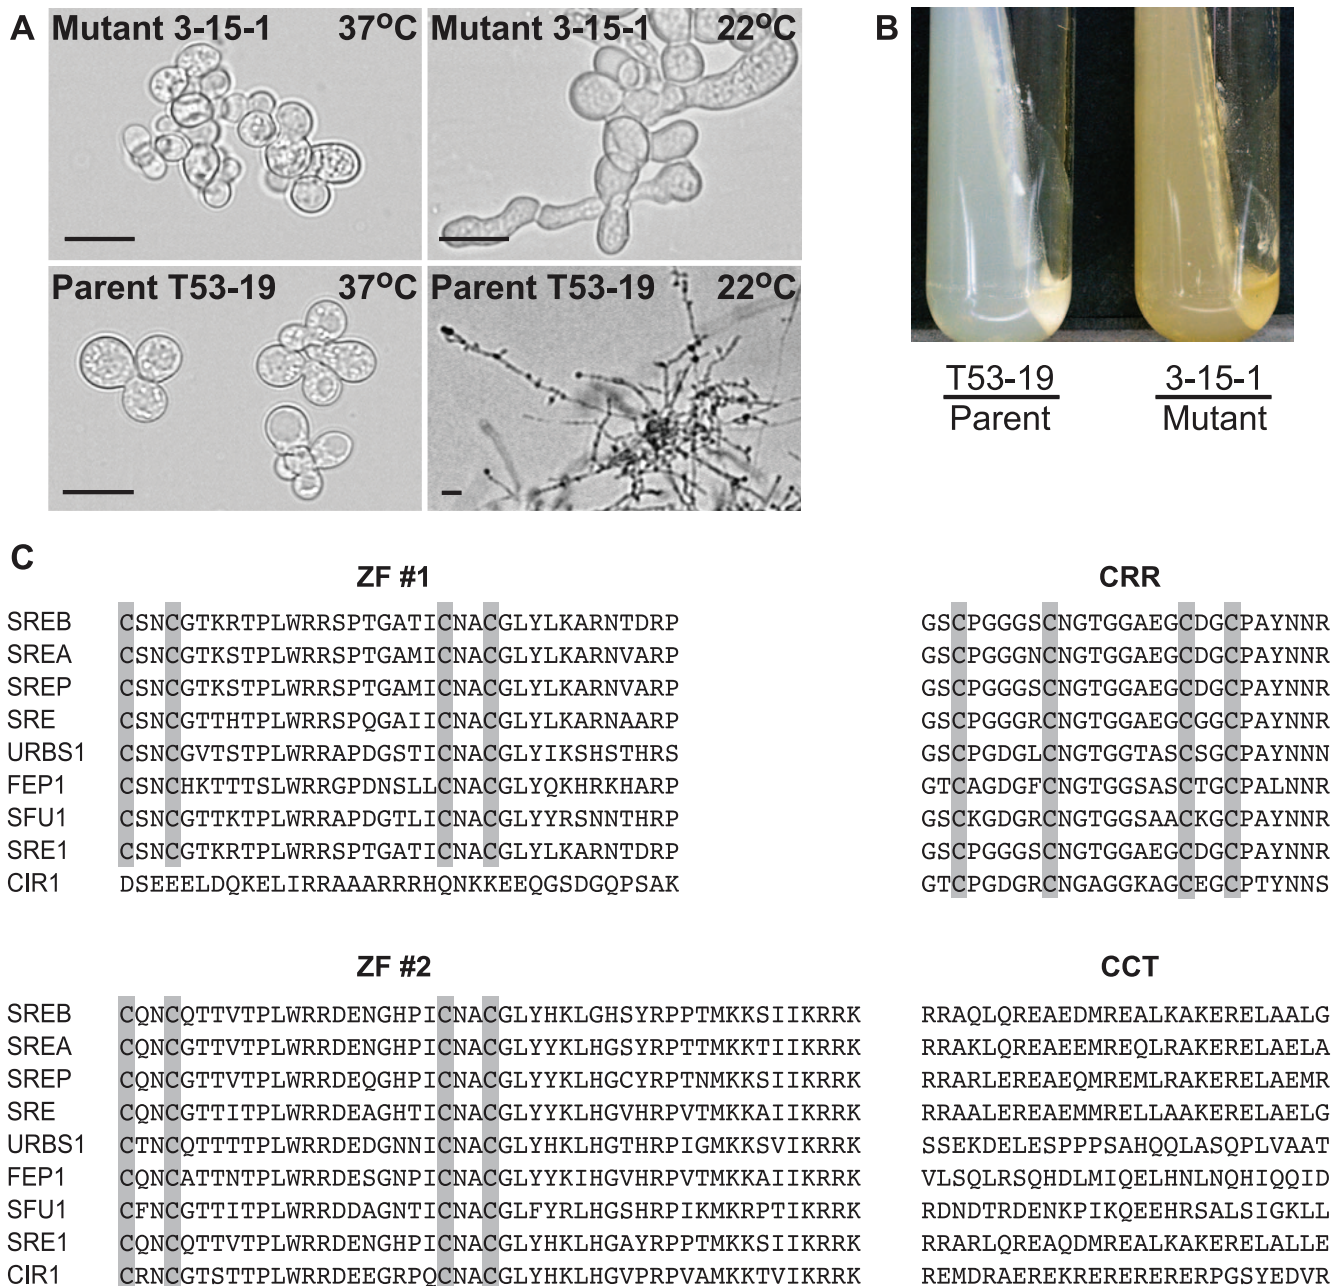 A
Mutant 3-15-1 37°C
Mutant 3-15-1 22°C
Parent T53-19 37°C
Parent T53-19 22°C
B
T53-19
Parent
3-15-1
Mutant
C
ZF #1
SREB CSNCGTKRTPLWRRSPTGATICNACGLYLKARNTDRP
SREA CSNCGTKSTPLWRRSPTGAMICNACGLYLKARNVARP
SREP CSNCGTKSTPLWRRSPTGAMICNACGLYLKARNVARP
SRE CSNCGTTHTPLWRRSPQGAIICNACGLYLKARNAARP
URBS1 CSNCGVTSTPLWRRAPDGSTICNACGLYIKSHSTHRS
FEP1 CSNCHKTTTSLWRRGPDNSLLCNACGLYQKHRKHARP
SFU1 CSNCGTTKTPLWRRAPDGTLICNACGLYYRSNNTHRP
SRE1 CSNCGTKRTPLWRRSPTGATICNACGLYLKARNTDRP
CIR1 DSEEELDQKELIRRAAARRRHQNKKEEQGSDGQPSAK
CRR
GSCPGGGSCNGTGGAEGCDGCPAYNNR
GSCPGGGNCNGTGGAEGCDGCPAYNNR
GSCPGGGSCNGTGGAEGCDGCPAYNNR
GSCPGGGRCNGTGGAEGCGGCPAYNNR
GSCPGDGLCNGTGGTASCSGCPAYNNN
GTCAGDGFCNGTGGSASCTGCPALNNR
GSCKGDGRCNGTGGSAACKGCPAYNNR
GSCPGGGSCNGTGGAEGCDGCPAYNNR
GTCPGDGRCNGAGGKAGCEGCPTYNNS
ZF #2
SREB CQNCQTTVTPLWRRDENGHPICNACGLYHKLGHSYRPPTMKKSIIKRRK
SREA CQNCGTTVTPLWRRDENGHPICNACGLYYKLHGSYRPTTMKKTIIKRRK
SREP CQNCGTTVTPLWRRDEQGHPICNACGLYYKLHGCYRPTNMKKSIIKRRK
SRE CQNCGTTITPLWRRDEAGHTICNACGLYYKLHGVHRPVTMKKAIIKRRK
URBS1 CTNCQTTTTPLWRRDEDGNNICNACGLYHKLHGTHRPIGMKKSVIKRRK
FEP1 CQNCATTNTPLWRRDESGNPICNACGLYYKIHGVHRPVTMKKAIIKRRK
SFU1 CFNCGTTITPLWRRDDAGNTICNACGLFYRLHGSHRPIKMKRPTIKRRK
SRE1 CQNCQTTVTPLWRRDENGHPICNACGLYHKLHGAYRPPTMKKSIIKRRK
CIR1 CRNCGTSTTPLWRRDEEGRPQCNACGLYHKLHGVPRPVAMKKTVIKRRK
CCT
RRAQLQREAEDMREALKAKERELAALG
RRAKLQREAEEMREQLRAKERELAELA
RRARLEREAEQMREMLRAKERELAEMR
RRAALEREAEMMRELLAAKERELAELG
SSEKDELESPPPSAHQQLASQPLVAAT
VLSQLRSQHDLMIQELHNLNQHIQQID
RDNDTRDENKPIKQEEHRSALSIGKLL
RRARLQREAQDMREALKAKERELALLE
REMDRAEREKRERERERERPGSYEDVP